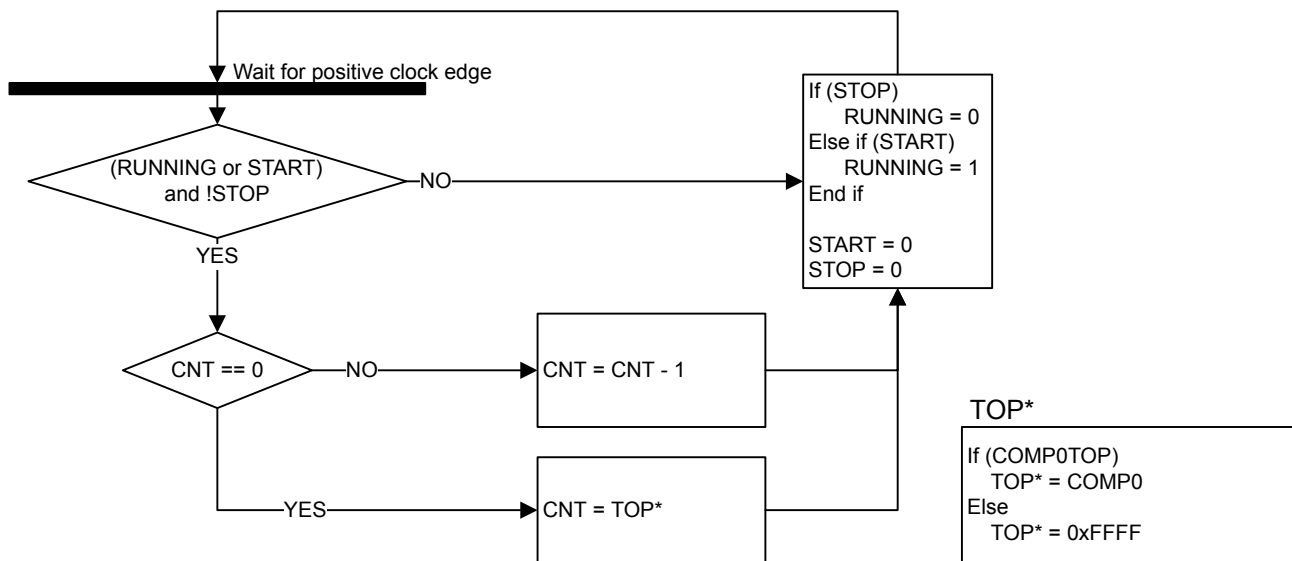 Wait for positive clock edge
(RUNNING or START)
and !STOP
NO
If (STOP)
RUNNING = 0
Else if (START)
RUNNING = 1
End if
START = 0
STOP = 0
YES
CNT == 0
NO
CNT = CNT - 1
YES
CNT = TOP*
TOP*
If (COMP0TOP)
TOP* = COMP0
Else
TOP* = 0xFFFF